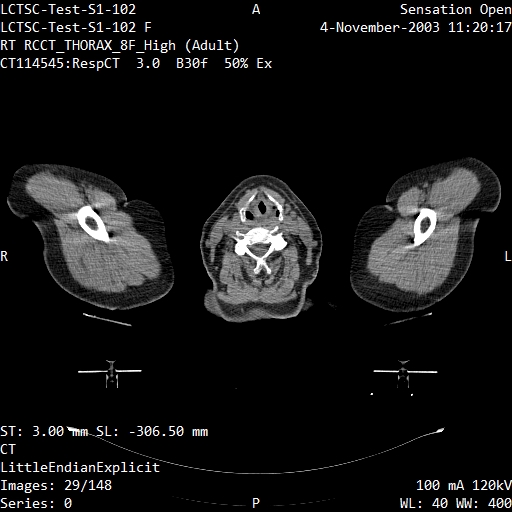 LCTSC-Test-S1-102
A
Sensation Open
LCTSC-Test-S1-102 F
4-November-2003 11:20:17
RT RCCT_THORAX_8F_High (Adult)
CT114545:RespCT  3.0  B30f  50% Ex
R
L
ST: 3.00 mm SL: -306.50 mm
CT
LittleEndianExplicit
Images: 29/148
100 mA 120kV
Series: 0
P
WL: 40 WW: 400